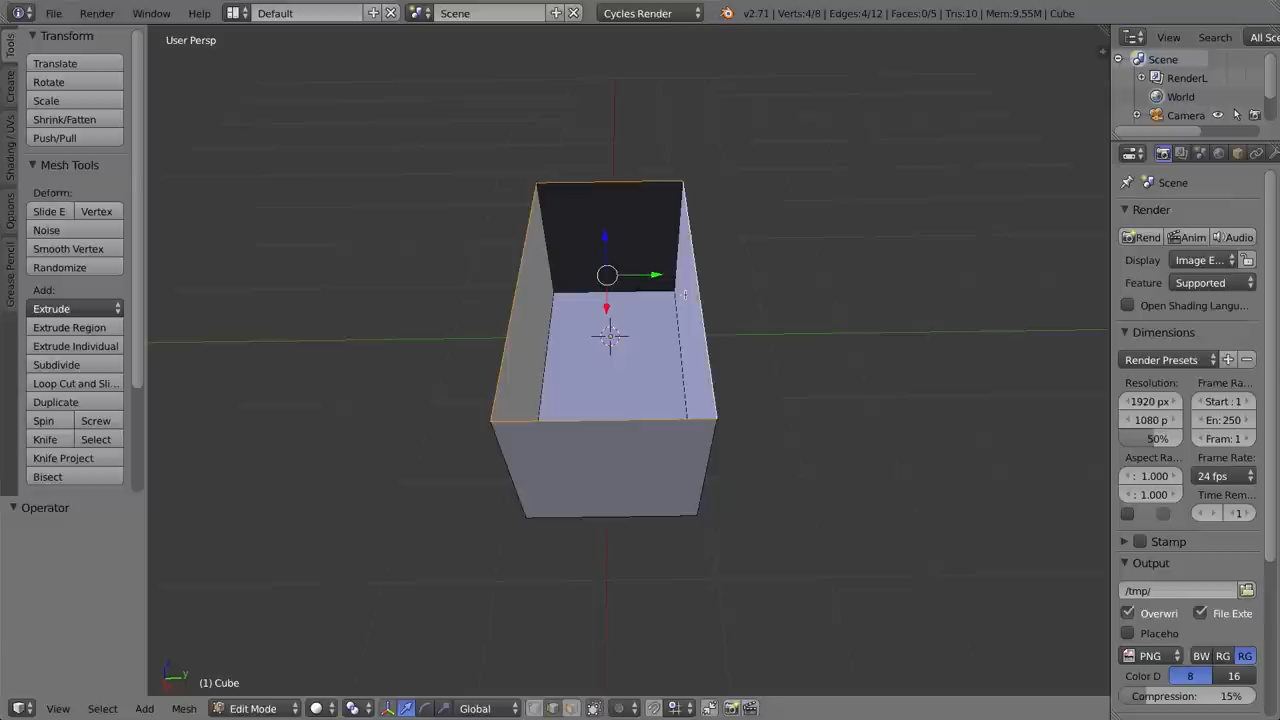 File Render Window Help Default Scene Cycles Render v2.71 | Verts:4/8 | Edges:4/12 | Faces:0/5 | Tris:10 | Mem:9.55M | Cube
Tools
Create
Shading / UVs
Options
Grease Pencil
Transform
Translate
Rotate
Scale
Shrink/Fatten
Push/Pull
Mesh Tools
Deform:
Slide E Vertex
Noise
Smooth Vertex
Randomize
Add:
Extrude
Extrude Region
Extrude Individual
Subdivide
Loop Cut and Sli...
Duplicate
Spin Screw
Knife Select
Knife Project
Bisect
Operator
User Persp
z
y
(1) Cube
View Select Add Mesh Edit Mode Global
View Search All Sce
Scene
RenderL
World
Camera
Scene
Render
Rend Anim Audio
Display Image E...
Feature Supported
Open Shading Langu...
Dimensions
Render Presets
Resolution: Frame Ra...
1920 px Start : 1
1080 p En: 250
50% Fram: 1
Aspect Ra... Frame Rate:
: 1.000 24 fps
: 1.000 Time Rem...
1
Stamp
Output
/tmp/
Overwri File Exte
Placeho
PNG BW RG RG
Color D 8 16
Compression: 15%